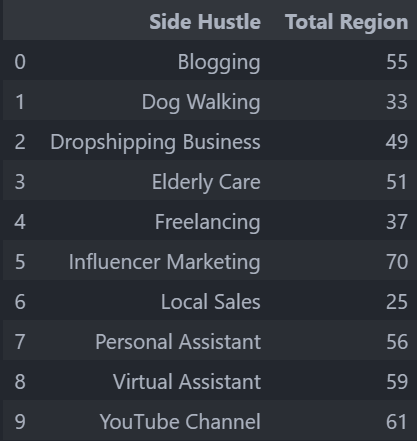 Side Hustle Total Region
0 Blogging 55
1 Dog Walking 33
2 Dropshipping Business 49
3 Elderly Care 51
4 Freelancing 37
5 Influencer Marketing 70
6 Local Sales 25
7 Personal Assistant 56
8 Virtual Assistant 59
9 YouTube Channel 61